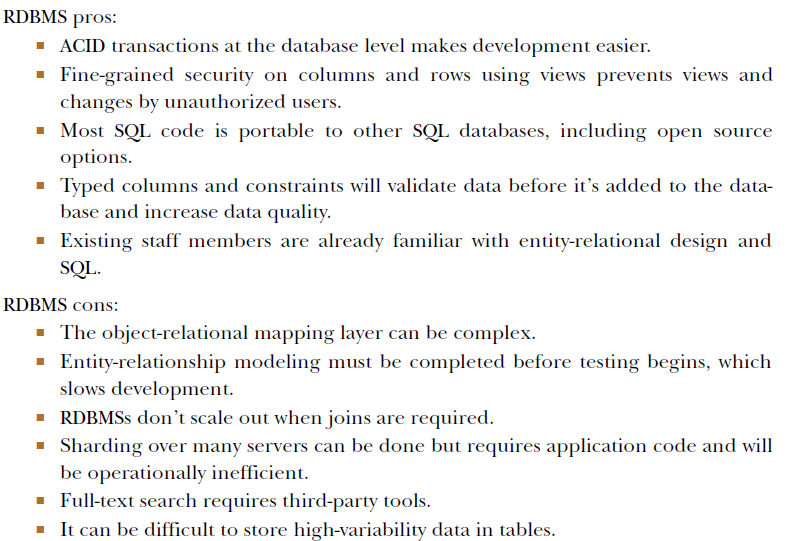 RDBMS pros:
■ ACID transactions at the database level makes development easier.
■ Fine-grained security on columns and rows using views prevents views and
changes by unauthorized users.
■ Most SQL code is portable to other SQL databases, including open source
options.
■ Typed columns and constraints will validate data before it’s added to the data-
base and increase data quality.
■ Existing staff members are already familiar with entity-relational design and
SQL.
RDBMS cons:
■ The object-relational mapping layer can be complex.
■ Entity-relationship modeling must be completed before testing begins, which
slows development.
■ RDBMSs don’t scale out when joins are required.
■ Sharding over many servers can be done but requires application code and will
be operationally inefficient.
■ Full-text search requires third-party tools.
■ It can be difficult to store high-variability data in tables.